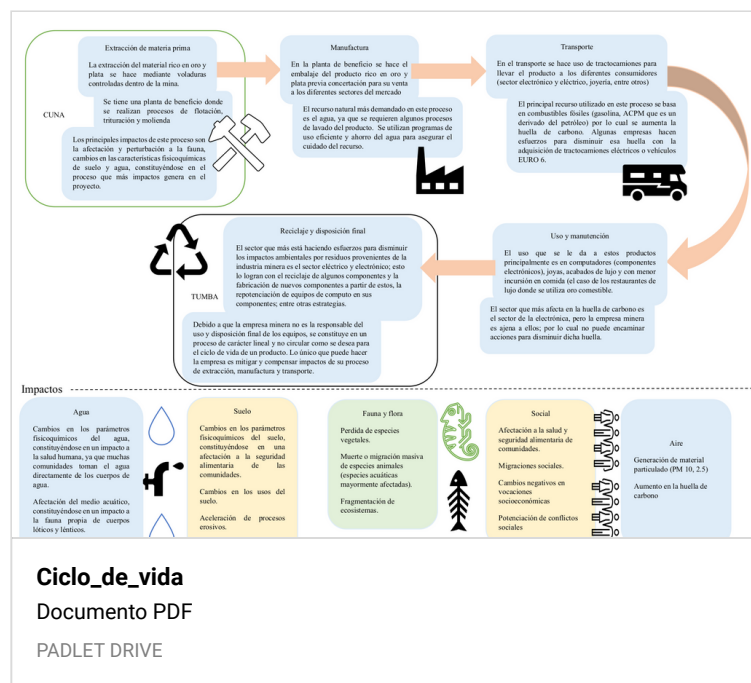 Extracción de materia prima
La extracción del material rico en oro y
plata se hace mediante voladuras
controladas dentro de la mina.
CUNA
Se tiene una planta de beneficio donde
se realizan procesos de flotación,
trituración y molienda
Los principales impactos de este proceso son
la afectación y perturbación a la fauna,
cambios en las características fisicoquímicas
de suelo y agua, constituyéndose en el
proceso que más impactos genera en el
proyecto.
Manufactura
En la planta de beneficio se hace el
embalaje del producto rico en oro y
plata previa concertación para su venta
a los diferentes sectores del mercado
El recurso natural más demandado en este proceso
es el agua, ya que se requieren algunos procesos
de lavado del producto. Se utilizan programas de
uso eficiente y ahorro del agua para asegurar el
cuidado del recurso.
Transporte
En el transporte se hace uso de tractocamiones para
llevar el producto a los diferentes consumidores
(sector electrónico y eléctrico, joyería, entre otros)
El principal recurso utilizado en este proceso se basa
en combustibles fósiles (gasolina, ACPM que es un
derivado del petróleo) por lo cual se aumenta la
huella de carbono. Algunas empresas hacen
esfuerzos para disminuir esa huella con la
adquisición de tractocamiones eléctricos o vehículos
EURO 6.
Uso y manutención
El uso que se le da a estos productos
principalmente es en computadores (componentes
electrónicos), joyas, acabados de lujo y con menor
incursión en comida (el caso de los restaurantes de
lujo donde se utiliza oro comestible.
El sector que más afecta en la huella de carbono es
el sector de la electrónica, pero la empresa minera
es ajena a ellos; por lo cual no puede encaminar
acciones para disminuir dicha huella.
Reciclaje y disposición final
El sector que más está haciendo esfuerzos para disminuir
los impactos ambientales por residuos provenientes de la
industria minera es el sector eléctrico y electrónico; esto
lo logran con el reciclaje de algunos componentes y la
fabricación de nuevos componentes a partir de estos, la
repotenciación de equipos de computo en sus
componentes; entre otras estrategias.
TUMBA
Debido a que la empresa minera no es la responsable del
uso y disposición final de los equipos, se constituye en un
proceso de carácter lineal y no circular como se desea para
el ciclo de vida de un producto. Lo único que puede hacer
la empresa es mitigar y compensar impactos de su proceso
de extracción, manufactura y transporte.
Impactos
Agua
Cambios en los parámetros
fisicoquímicos del agua,
constituyéndose en un impacto
a la salud humana, ya que
muchas comunidades toman el agua
directamente de los cuerpos de
agua.
Afectación del medio acuático,
constituyéndose en un impacto a
la fauna propia de cuerpos
lóticos y lénticos.
Suelo
Cambios en los parámetros
fisicoquímicos del suelo,
constituyéndose en una
afectación a la seguridad
alimentaria de las
comunidades.
Cambios en los usos del
suelo.
Aceleración de procesos
erosivos.
Fauna y flora
Perdida de especies
vegetales.
Muerte o migración masiva
de especies animales
(especies acuáticas
mayormente afectadas).
Fragmentación de
ecosistemas.
Social
Afectación a la salud y
seguridad alimentaria de
comunidades.
Migraciones sociales.
Cambios negativos en
vocaciones
socioeconómicas
Potenciación de conflictos
sociales
Aire
Generación de material
particulado (PM 10, 2.5)
Aumento en la huella de
carbono
Ciclo_de_vida
Documento PDF
PADLET DRIVE